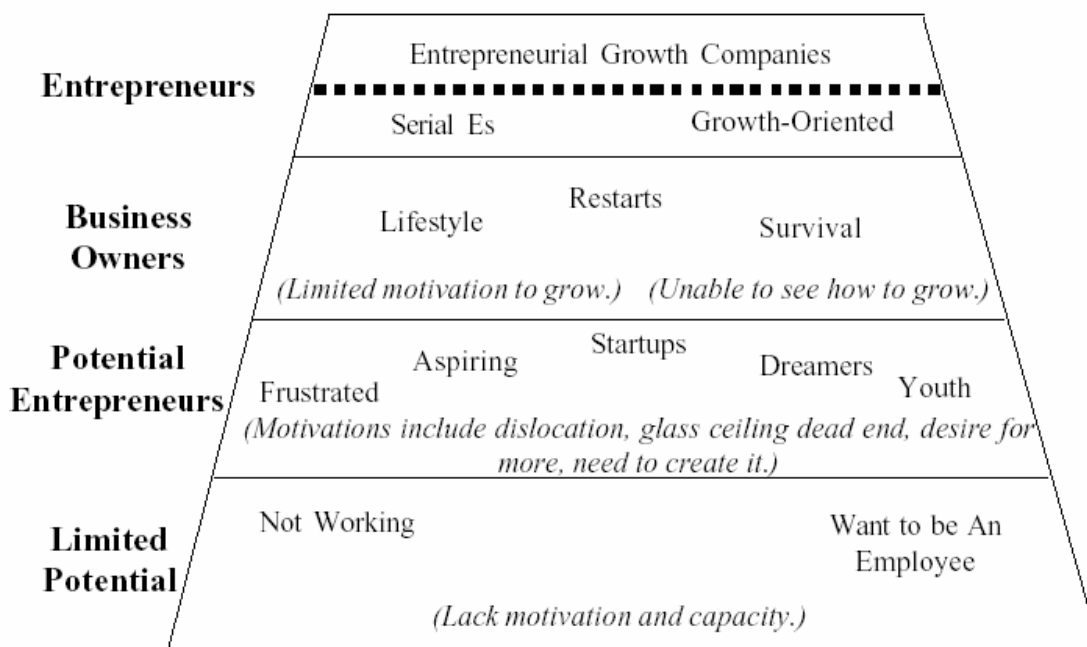 Entrepreneurial Growth Companies
Entrepreneurs
Serial Es
Growth-Oriented
Business
Owners
Restarts
Lifestyle
Survival
(Limited motivation to grow.)
(Unable to see how to grow.)
Potential
Entrepreneurs
Startups
Aspiring
Dreamers
Frustrated
Youth
(Motivations include dislocation, glass ceiling dead end, desire for
more, need to create it.)
Limited
Potential
Not Working
Want to be An
Employee
(Lack motivation and capacity.)